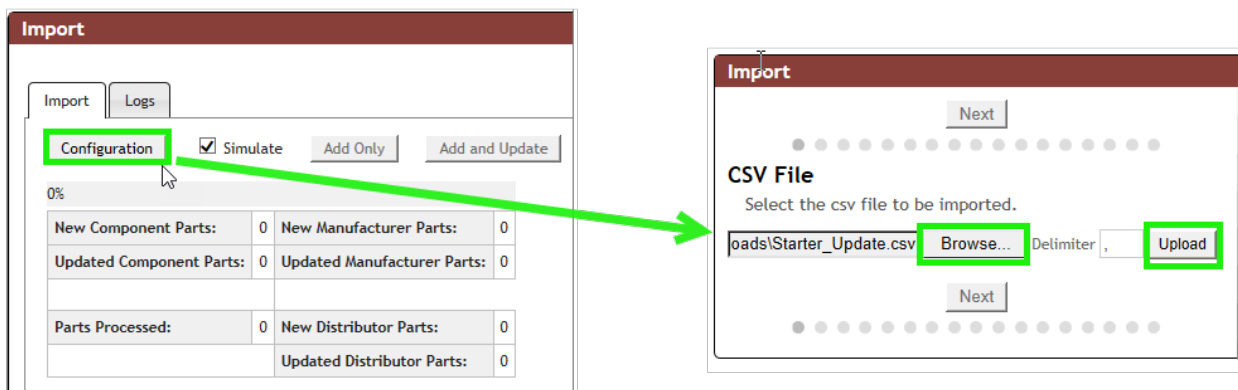 Import
Import Logs
Configuration Simulate Add Only Add and Update
0%
New Component Parts: 0 New Manufacturer Parts: 0
Updated Component Parts: 0 Updated Manufacturer Parts: 0
Parts Processed: 0 New Distributor Parts: 0
Updated Distributor Parts: 0
Import
Next
CSV File
Select the csv file to be imported.
oads\Starter_Update.csv Browse... Delimiter , Upload
Next